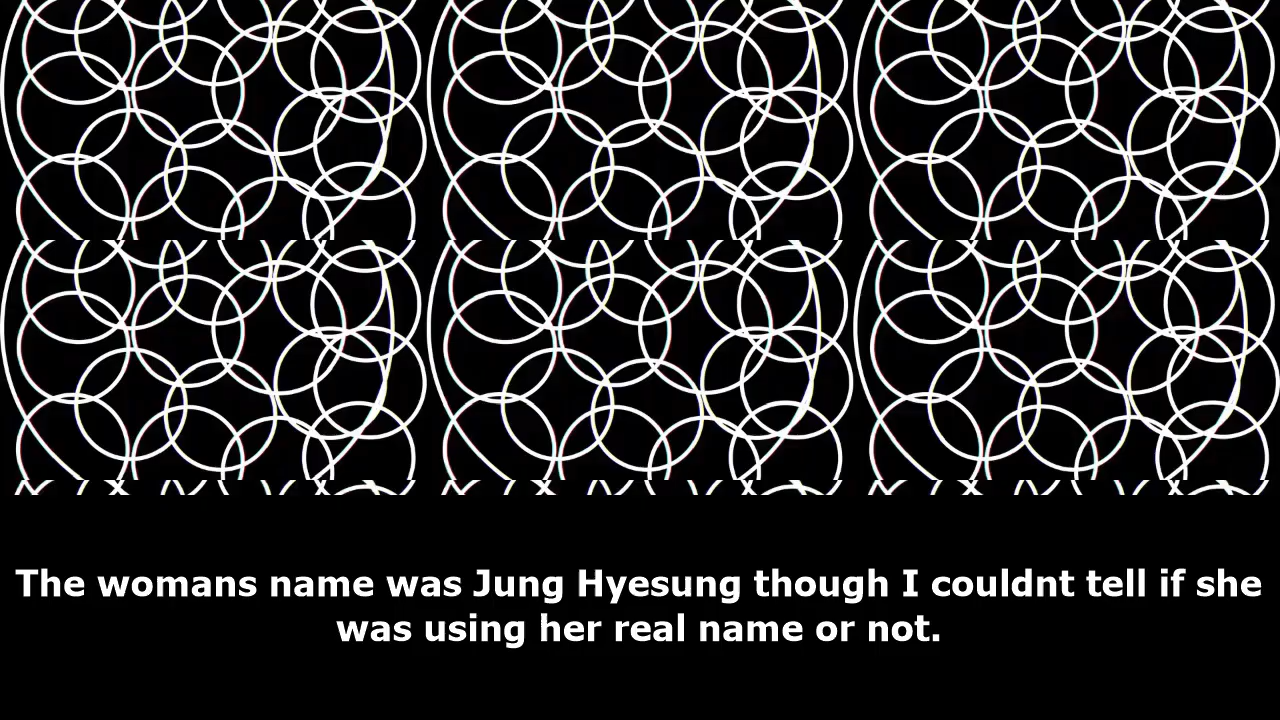 The womans name was Jung Hyesung though I couldnt tell if she
was using her real name or not.